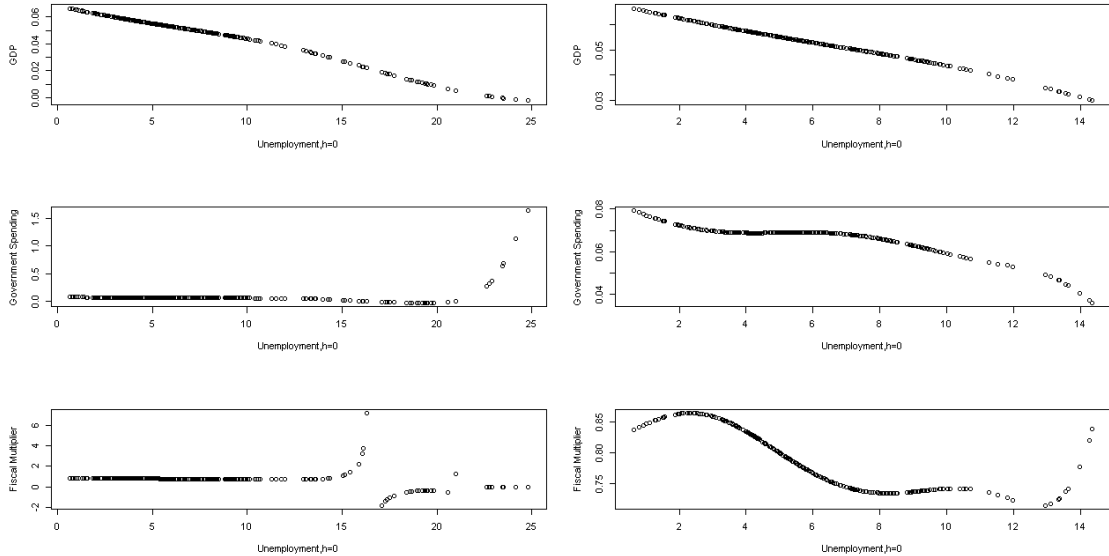 GDP
0.00 0.02 0.04 0.06
0 5 10 15 20 25
Unemployment,h=0
GDP
0.03 0.05
2 4 6 8 10 12 14
Unemployment,h=0
Government Spending
0.0 0.5 1.0 1.5
0 5 10 15 20 25
Unemployment,h=0
Government Spending
0.04 0.06 0.08
2 4 6 8 10 12 14
Unemployment,h=0
Fiscal Multiplier
-2 0 2 4 6
0 5 10 15 20 25
Unemployment,h=0
Fiscal Multiplier
0.75 0.80 0.85
2 4 6 8 10 12 14
Unemployment,h=0